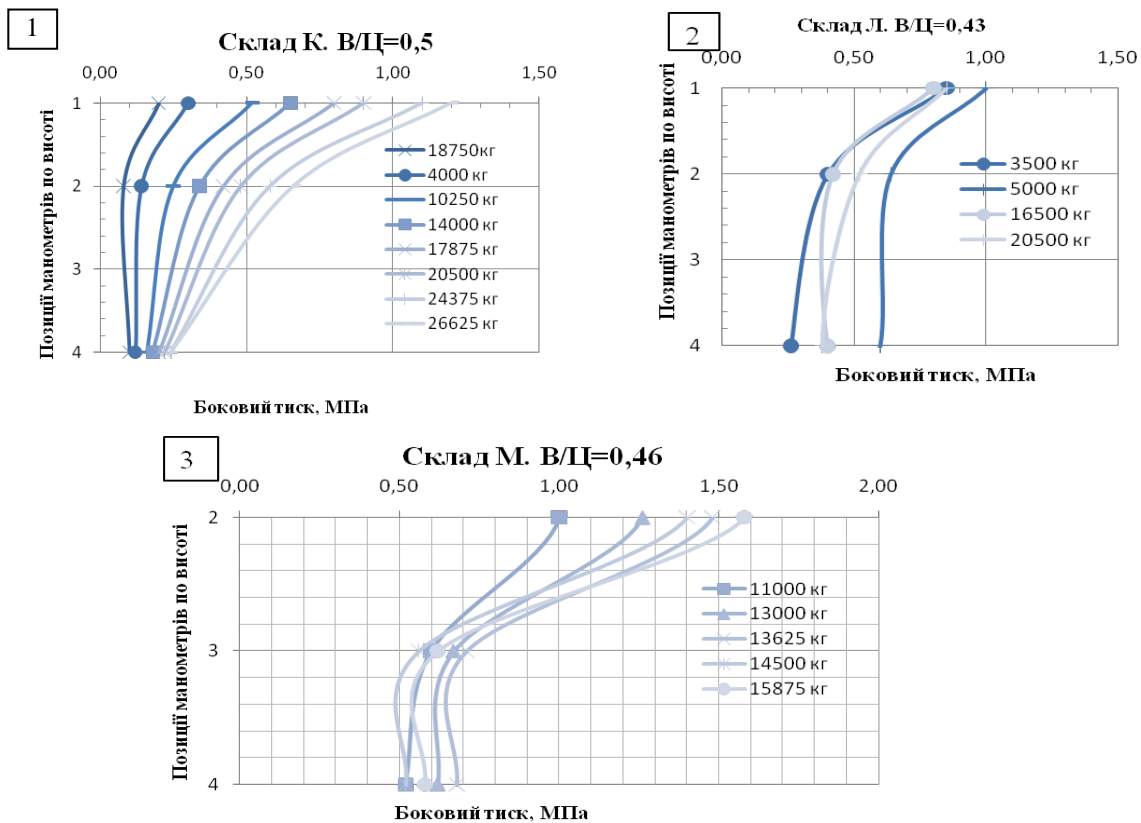 1
Склад К. В/Ц=0,5
0,00 0,50 1,00 1,50
Позиції манометрів по висоті
1
2
3
4
18750кг
4000 кг
10250 кг
14000 кг
17875 кг
20500 кг
24375 кг
26625 кг
Боковий тиск, МПа
2
Склад Л. В/Ц=0,43
0,00 0,50 1,00 1,50
Позиції манометрів по висоті
1
2
3
4
3500 кг
5000 кг
16500 кг
20500 кг
Боковий тиск, МПа
3
Склад М. В/Ц=0,46
0,00 0,50 1,00 1,50 2,00
Позиції манометрів по висоті
2
3
4
11000 кг
13000 кг
13625 кг
14500 кг
15875 кг
Боковий тиск, МПа